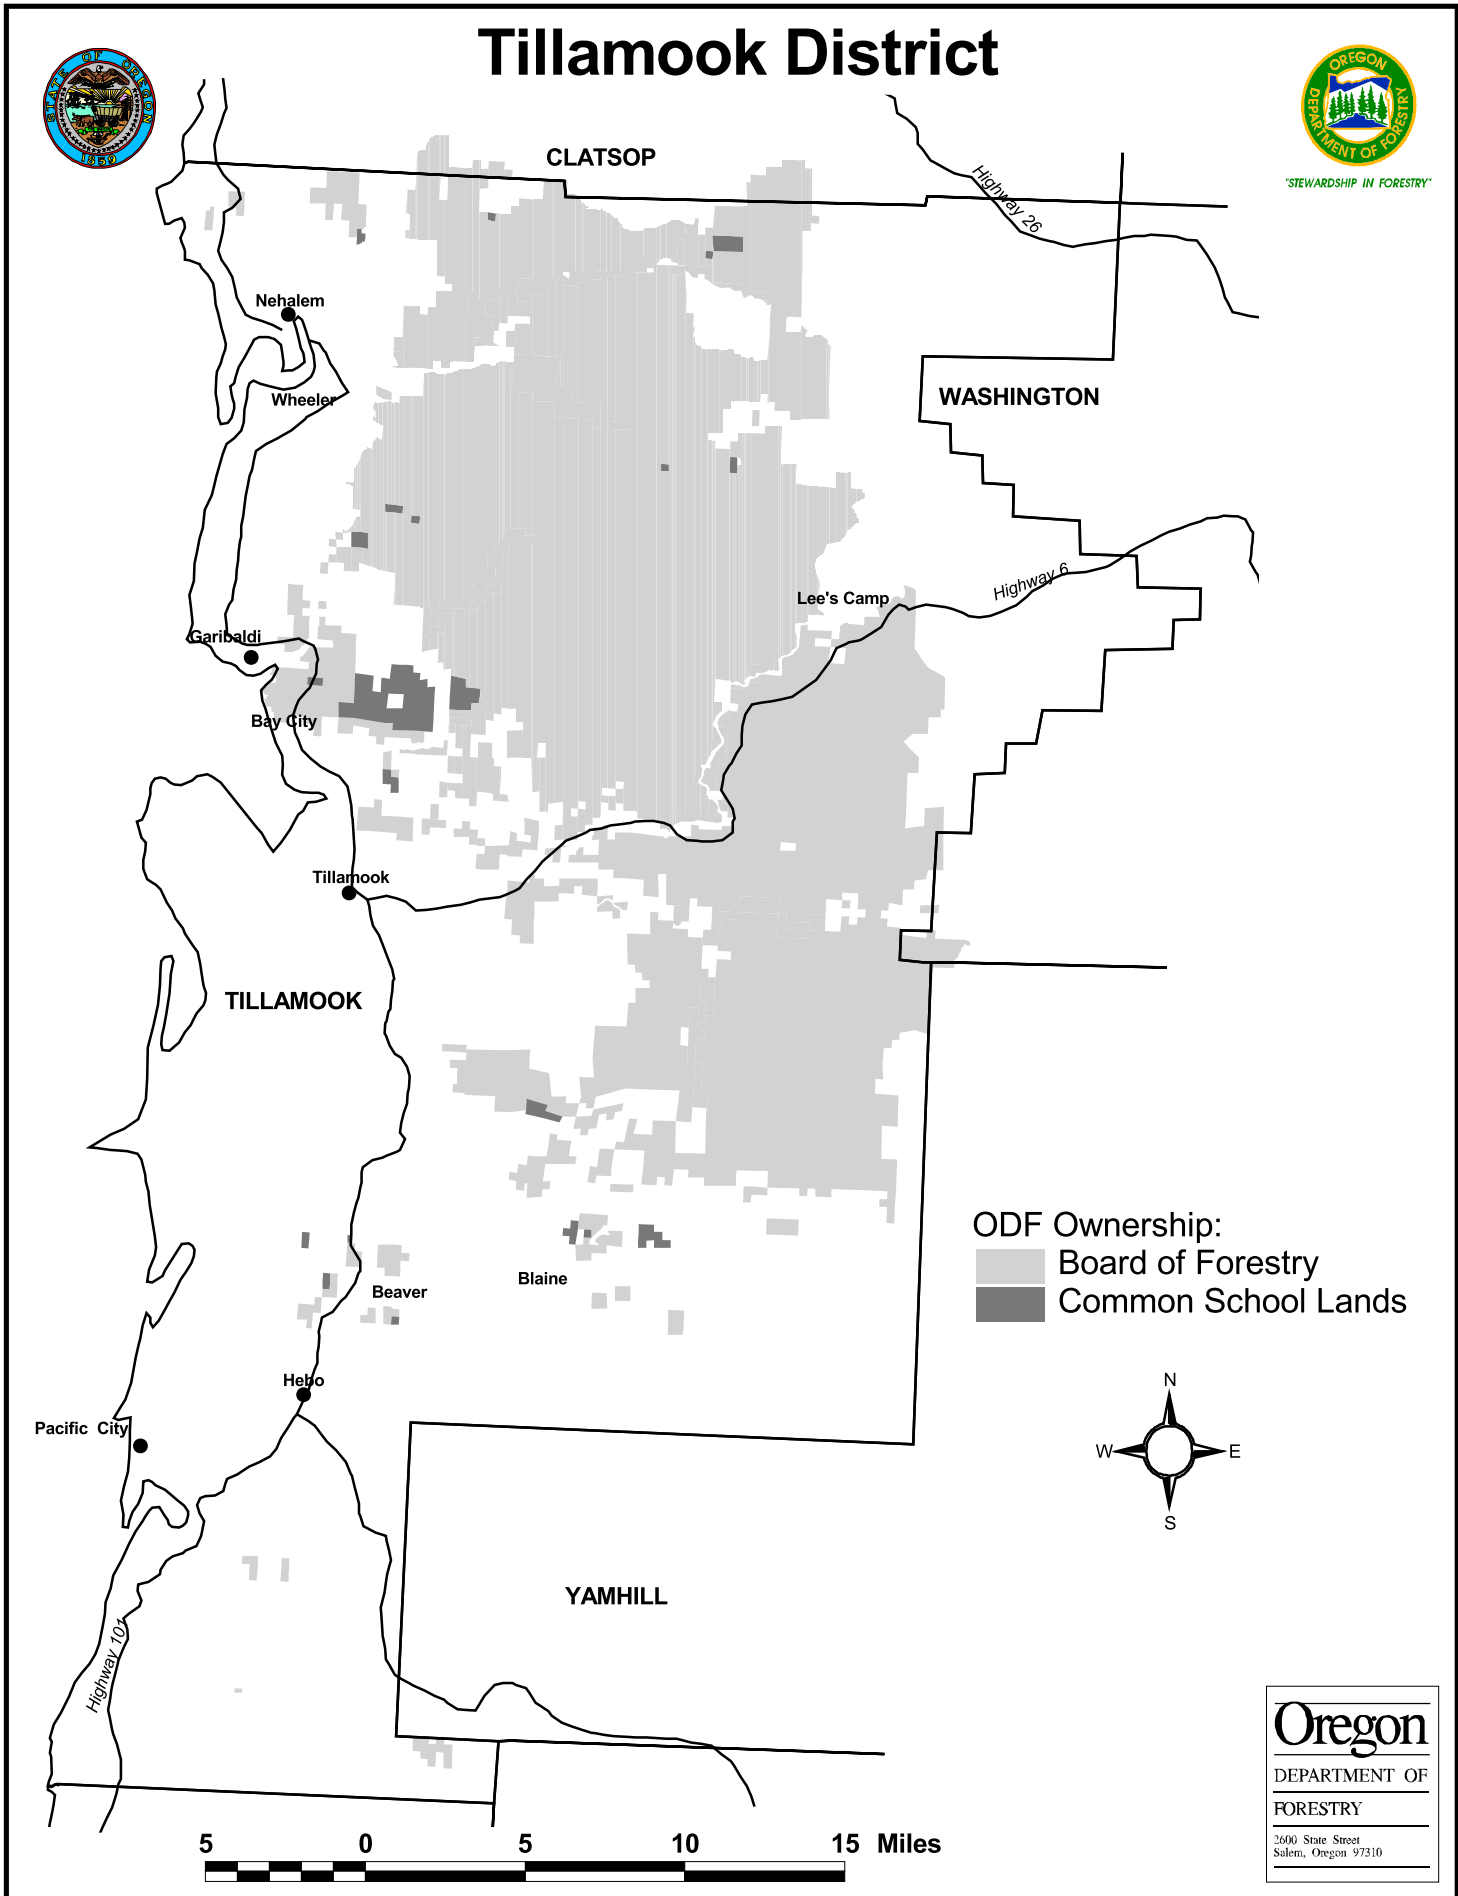 Tillamook District
STATE OF OREGON
1859
OREGON
DEPARTMENT OF FORESTRY
"STEWARDSHIP IN FORESTRY"
CLATSOP
Highway 26
Nehalem
Wheeler
WASHINGTON
Highway 6
Lee's Camp
Garibaldi
Bay City
Tillamook
TILLAMOOK
ODF Ownership:
Board of Forestry
Common School Lands
Blaine
Beaver
Hebo
Pacific City
N
W
E
S
YAMHILL
Highway 101
Oregon
DEPARTMENT OF
FORESTRY
2600 State Street
Salem, Oregon 97310
5 0 5 10 15 Miles